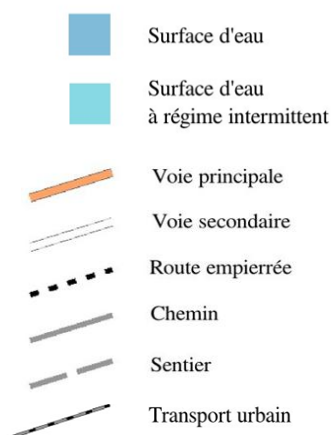 Surface d'eau
Surface d'eau
à régime intermittent
Voie principale
Voie secondaire
Route empierrée
Chemin
Sentier
Transport urbain